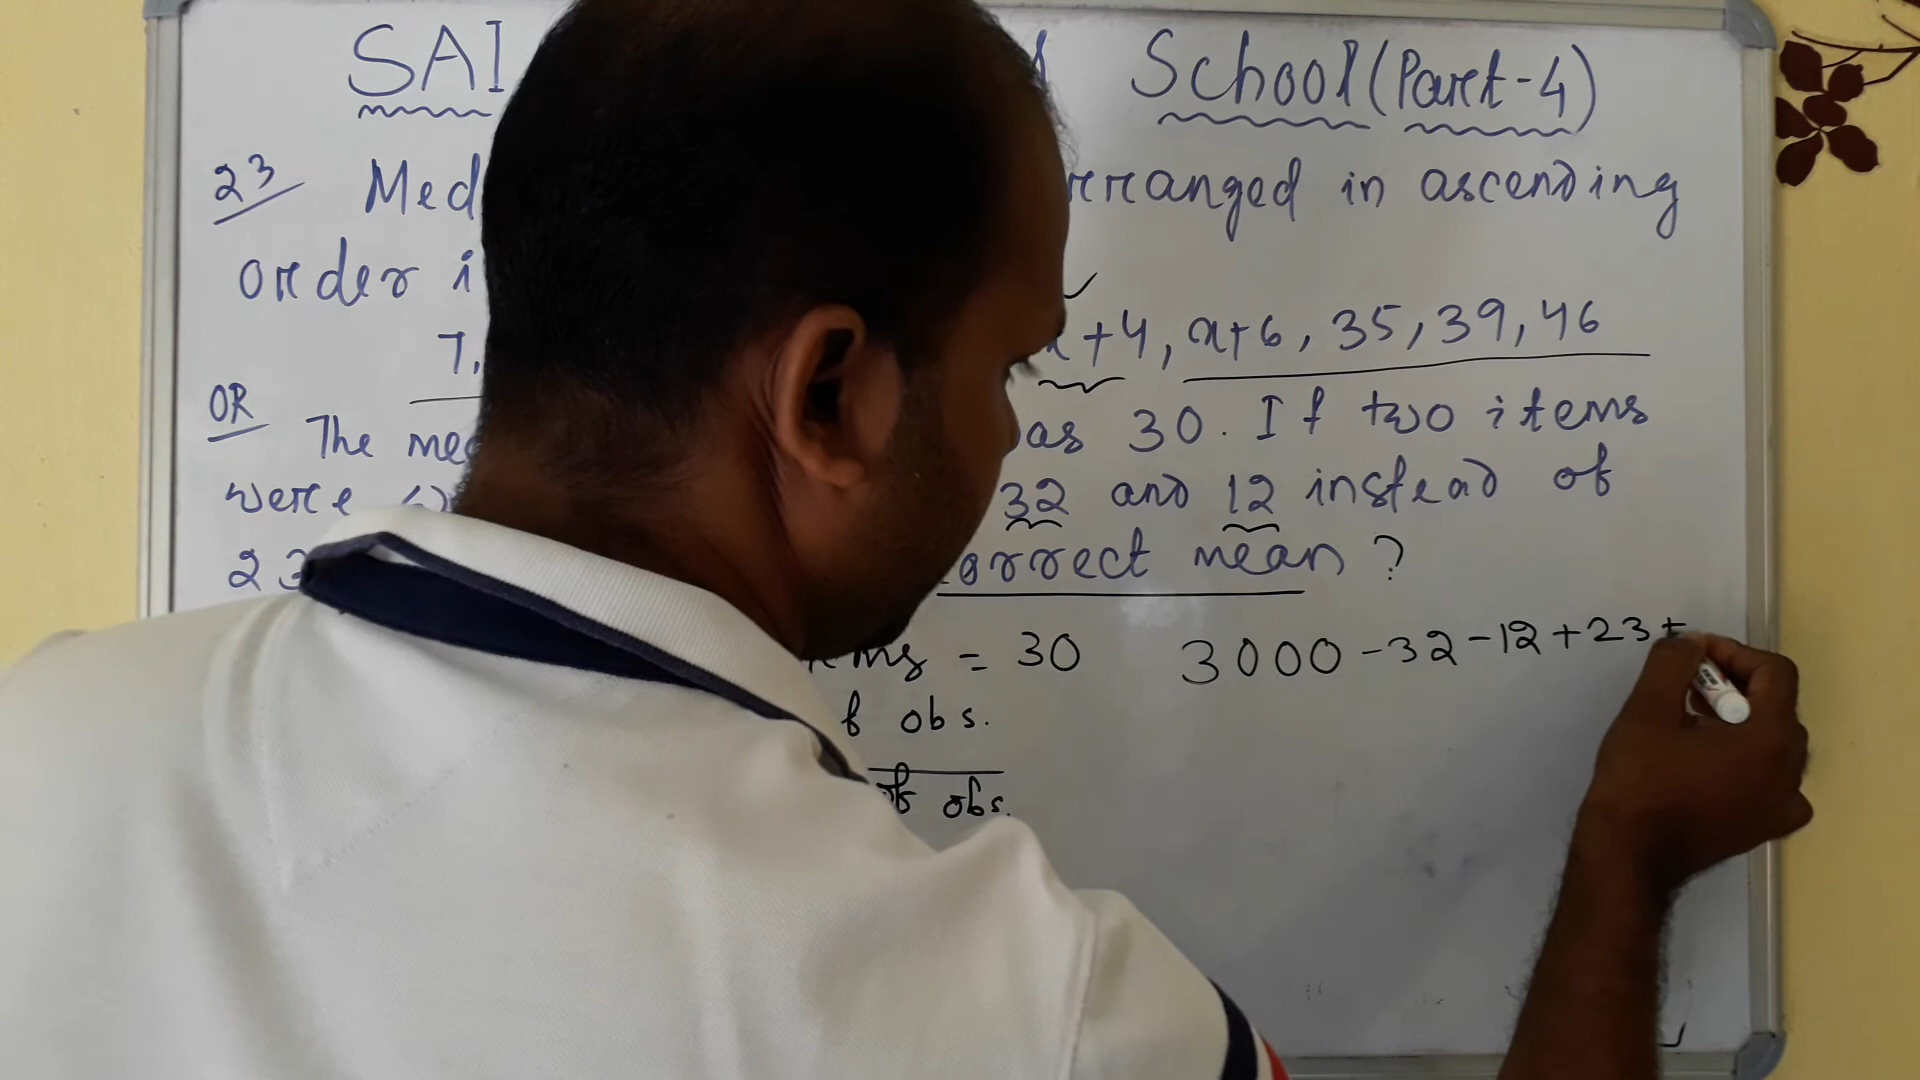 SAI School (Part-4)
23 Med arranged in ascending
order i
7, x+4, x+6, 35, 39, 46
OR The me as 30. If two items
were 32 and 12 instead of
23 correct mean ?
= 30 3000 -32 -12 +23 +
obs.
of obs.